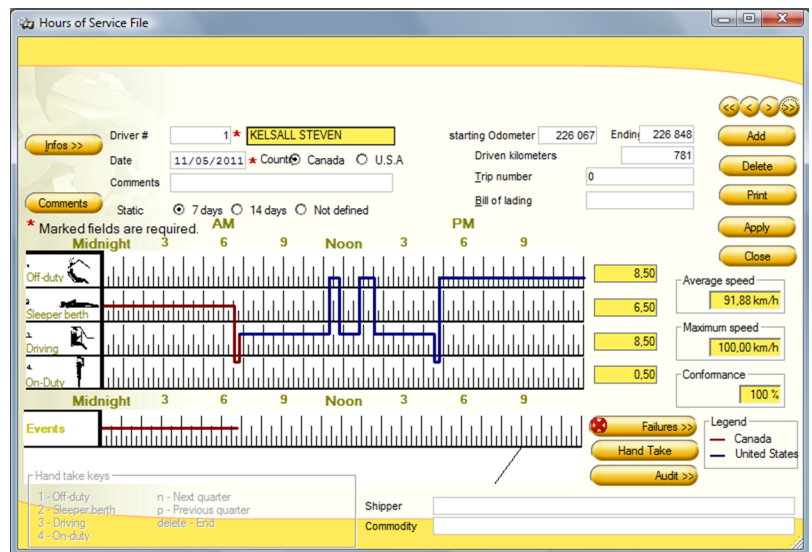 Hours of Service File
Infos >>
Driver # 1 * KELSALL STEVEN
starting Odometer 226 067 Ending 226 848
Add
Date 11/05/2011 * Countr Canada U.S.A
Driven kilometers 781
Delete
Comments
Trip number 0
Print
Comments
Static 7 days 14 days Not defined
Bill of lading
* Marked fields are required.
Apply
Close
AM PM
Midnight 3 6 9 Noon 3 6 9
1. Off-duty 8,50
2. Sleeper berth 6,50
3. Driving 8,50
4. On-Duty 0,50
Average speed
91,88 km/h
Maximum speed
100,00 km/h
Conformance
100 %
Midnight 3 6 9 Noon 3 6 9
Events
Failures >>
Hand Take
Audit >>
Legend
Canada
United States
Hand take keys
1 - Off-duty n - Next quarter
2 - Sleeper berth p - Previous quarter
3 - Driving delete - End
4 - On-duty
Shipper
Commodity